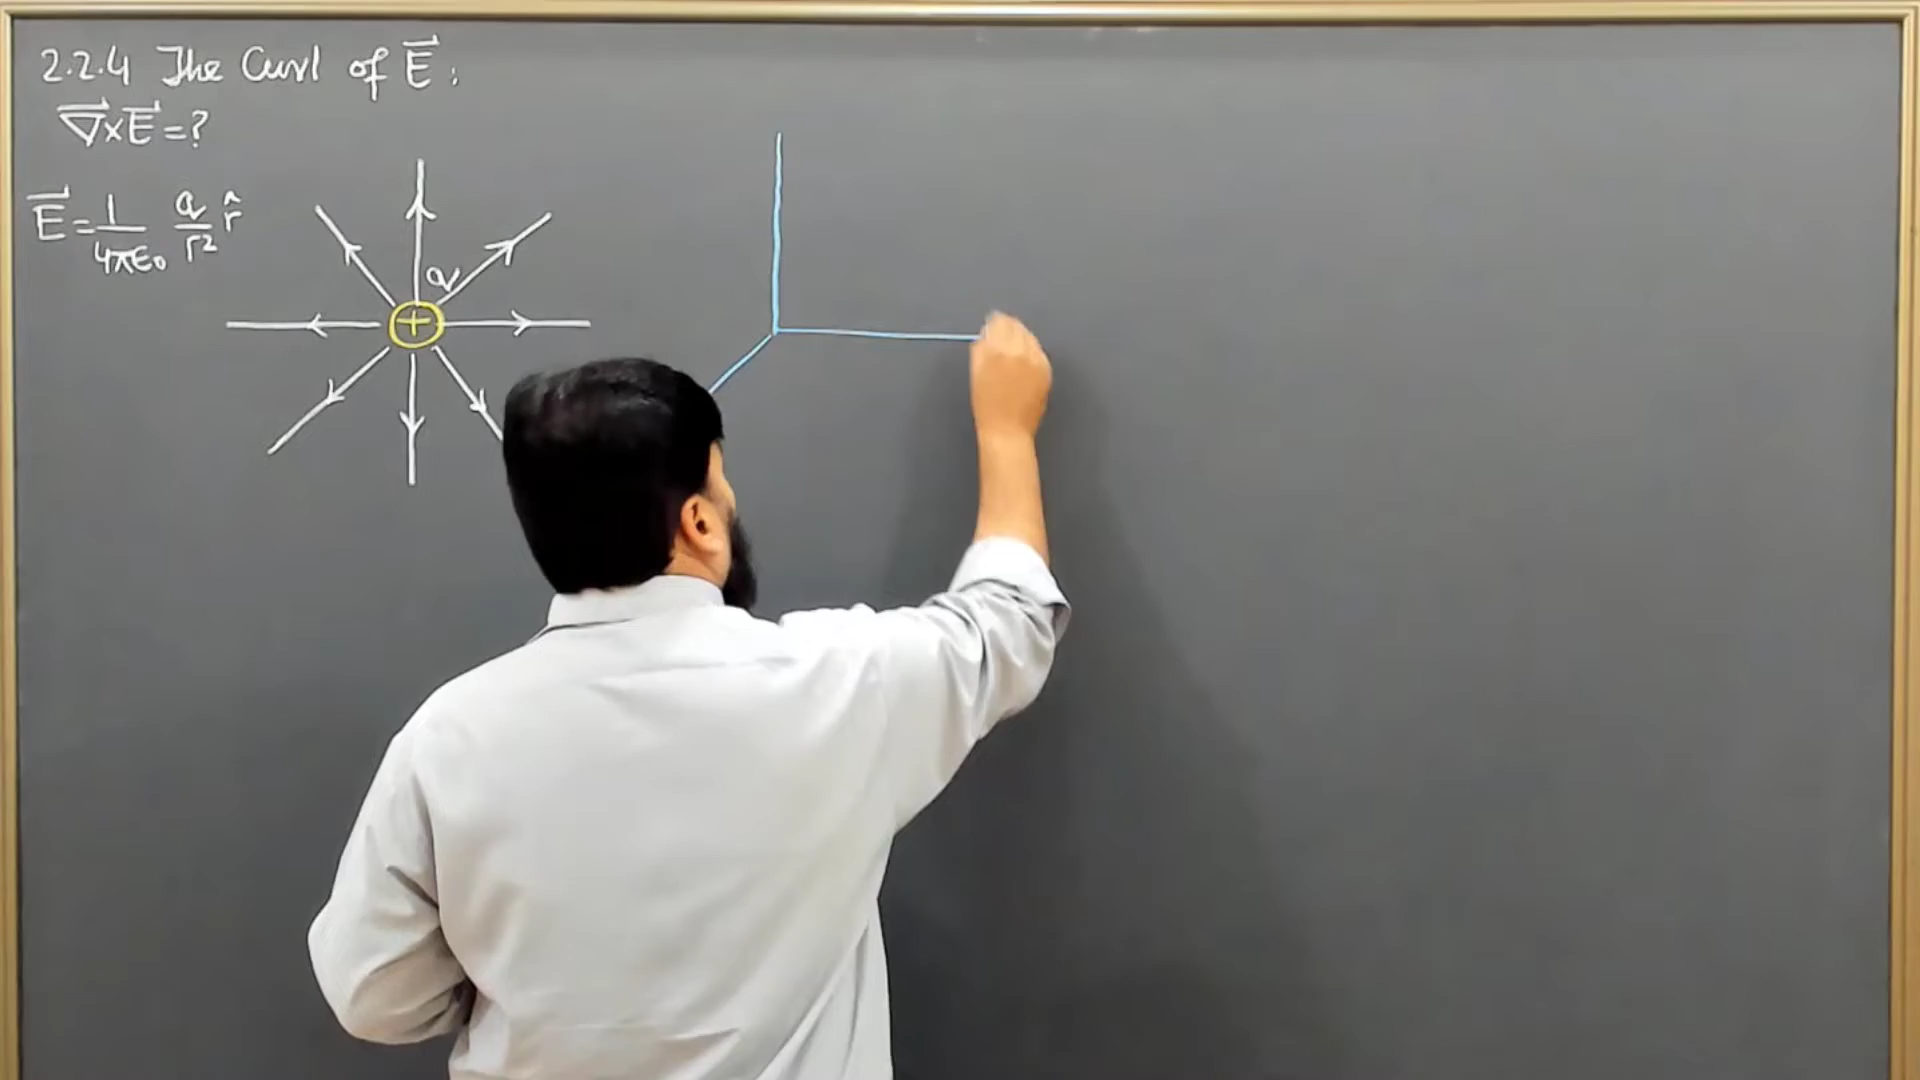 2.2.4 The Curl of E⃗:
∇⃗×E⃗=?
E⃗=1/4πε₀ q/r² r̂
q
+